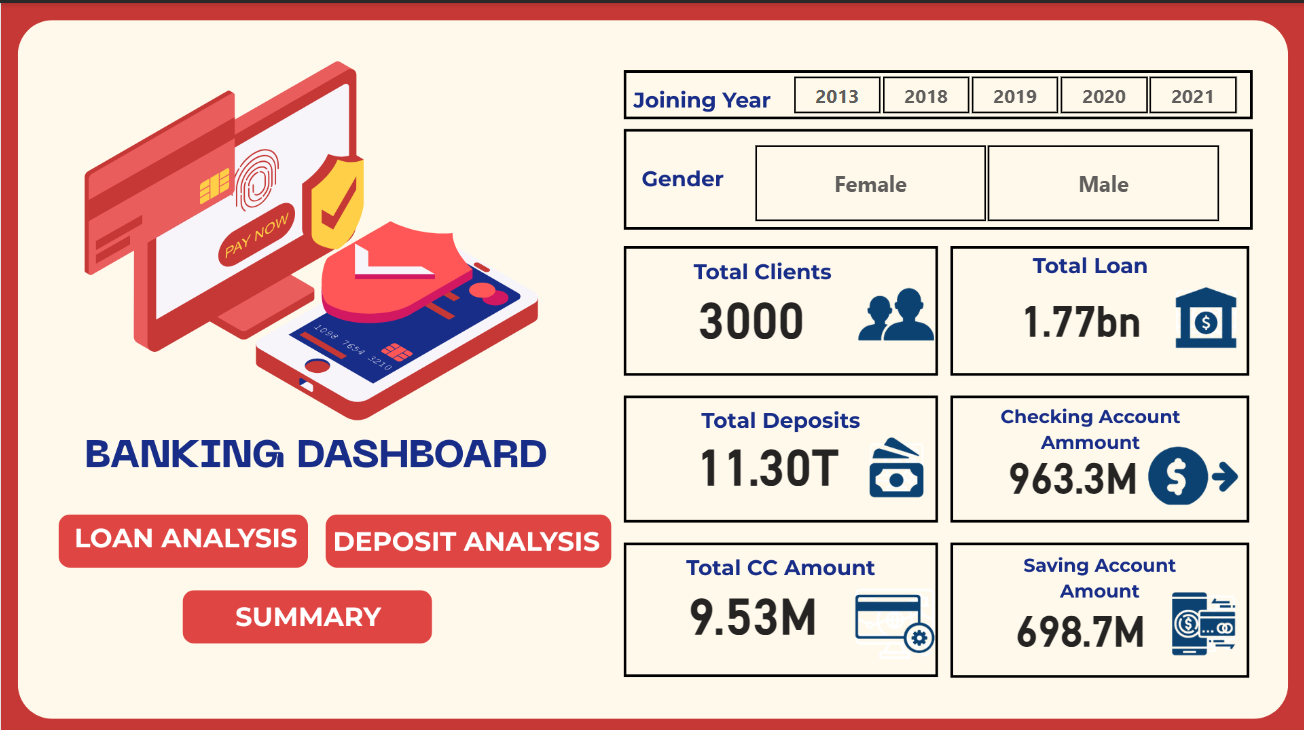 PAY NOW
1098 7654 3210
BANKING DASHBOARD
LOAN ANALYSIS
DEPOSIT ANALYSIS
SUMMARY
Joining Year
2013
2018
2019
2020
2021
Gender
Female
Male
Total Clients
3000
Total Loan
1.77bn
Total Deposits
11.30T
Checking Account
Ammount
963.3M
Total CC Amount
9.53M
Saving Account
Amount
698.7M